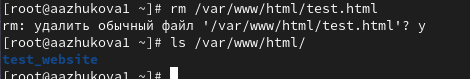 [root@aazhukova1 ~]# rm /var/www/html/test.html
rm: удалить обычный файл '/var/www/html/test.html'? y
[root@aazhukova1 ~]# ls /var/www/html/
test_website
[root@aazhukova1 ~]#